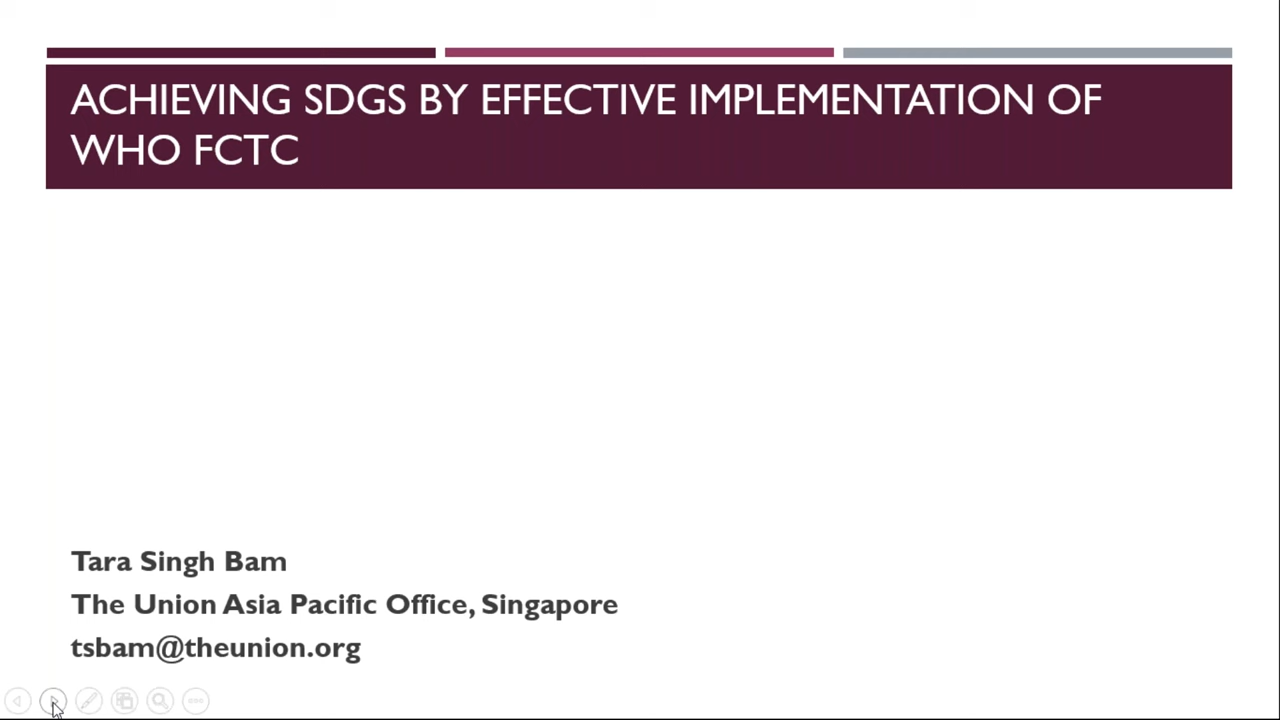 ACHIEVING SDGS BY EFFECTIVE IMPLEMENTATION OF
WHO FCTC
Tara Singh Bam
The Union Asia Pacific Office, Singapore
tsbam@theunion.org